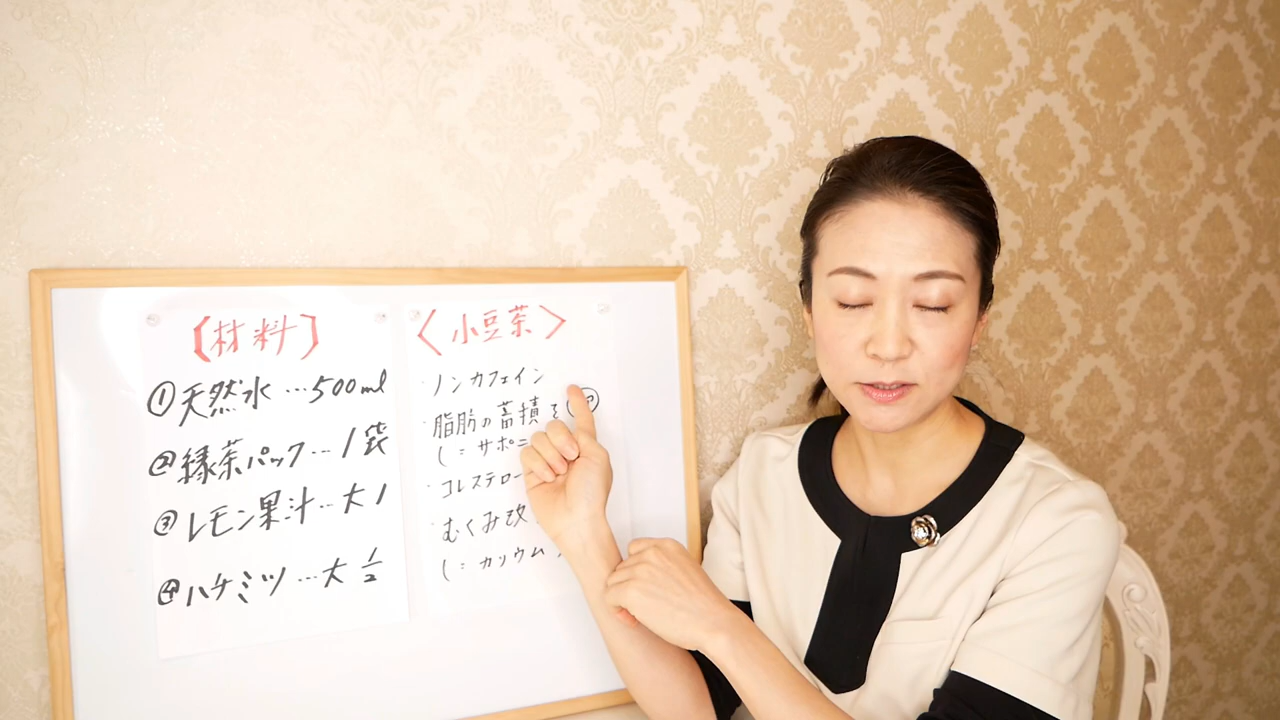 【材料】
①天然水…500ml
②緑茶パック…1袋
③レモン果汁…大1
④ハチミツ…大1/2
〈小豆茶〉
・ノンカフェイン
・脂肪の蓄積を
(=サポニ
・コレステロー
・むくみ改
(=カリウム